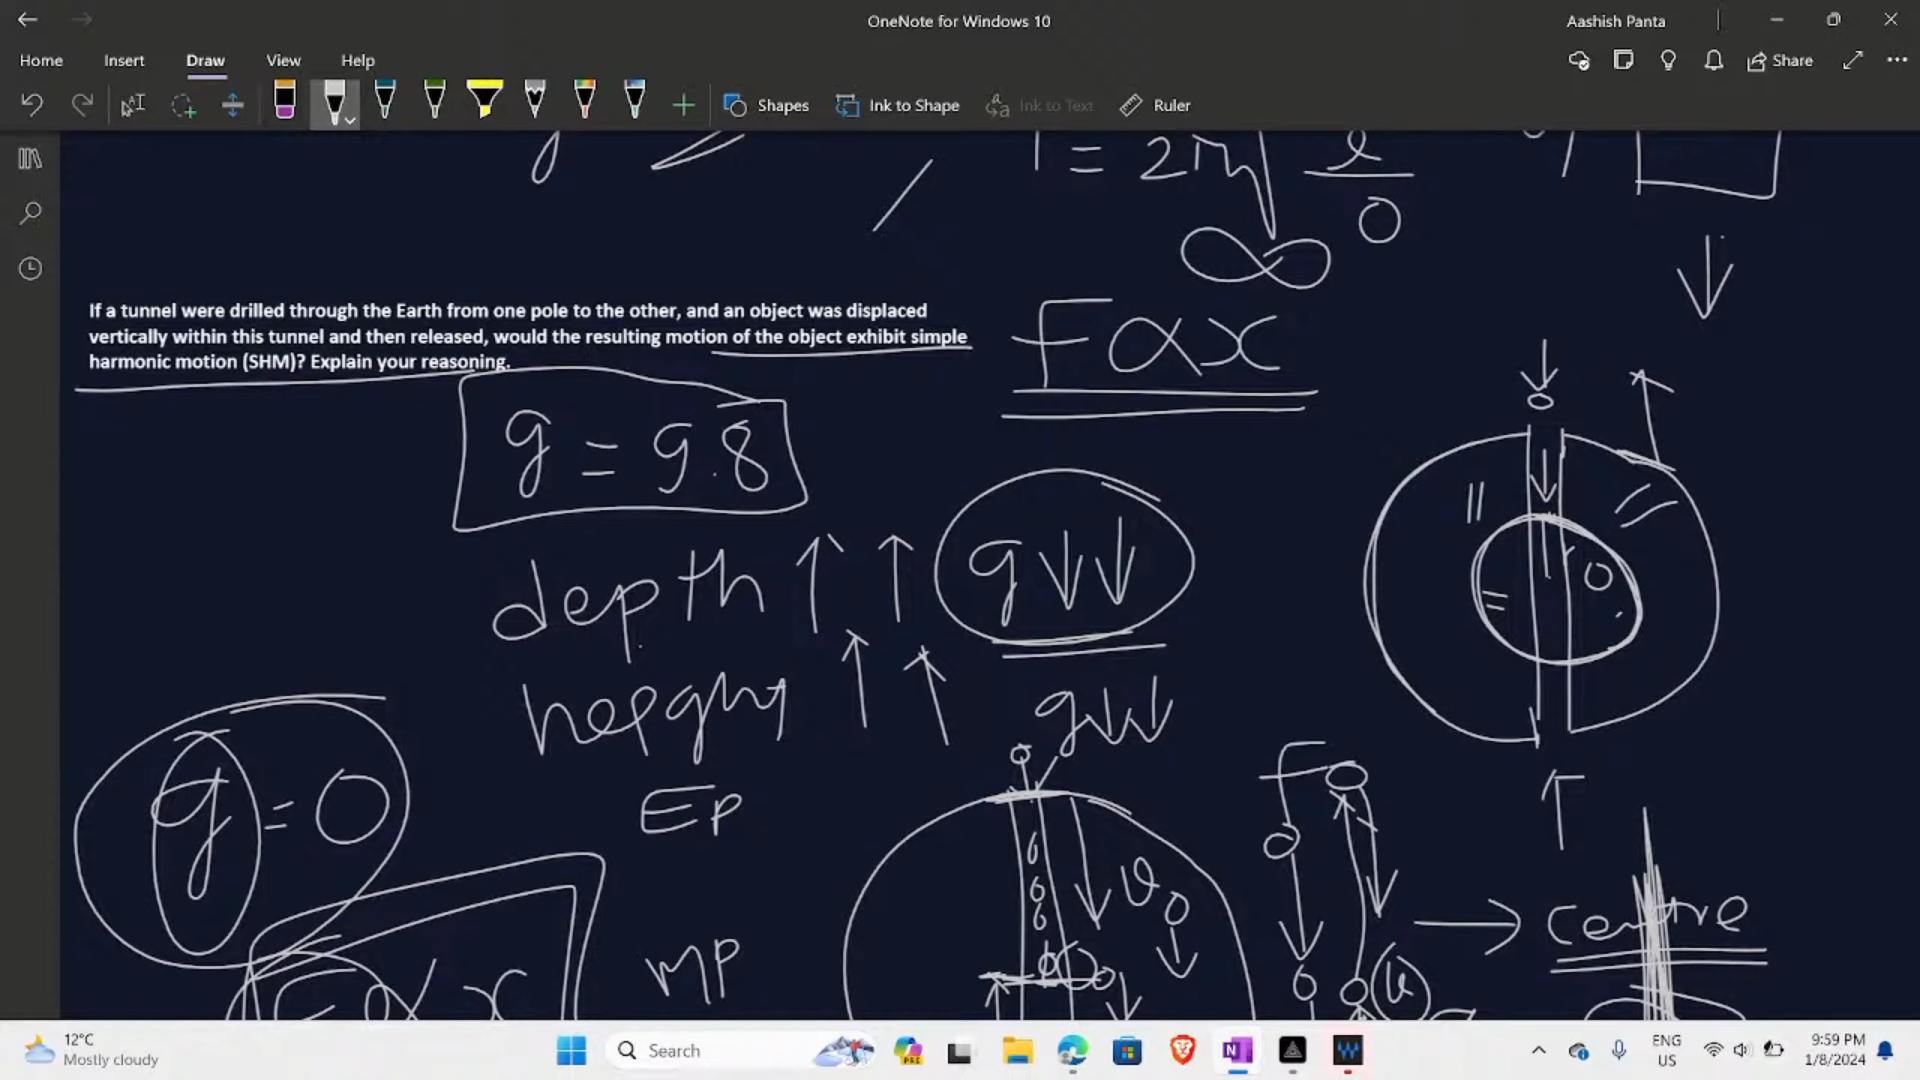 OneNote for Windows 10
Aashish Panta
Home
Insert
Draw
View
Help
Share
Shapes
Ink to Shape
Ink to Text
Ruler
T = 2π√ l / 0
∞
If a tunnel were drilled through the Earth from one pole to the other, and an object was displaced
vertically within this tunnel and then released, would the resulting motion of the object exhibit simple
harmonic motion (SHM)? Explain your reasoning.
F α x
g = 9.8
depth ↑ ↑ g ↓ ↓
height ↑ ↑ g ↓ ↓
g = 0
EP
MP
F α x
F
→ centre
12°C
Mostly cloudy
Search
ENG
US
9:59 PM
1/8/2024